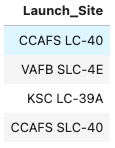 Launch_Site
CCAFS LC-40
VAFB SLC-4E
KSC LC-39A
CCAFS SLC-40